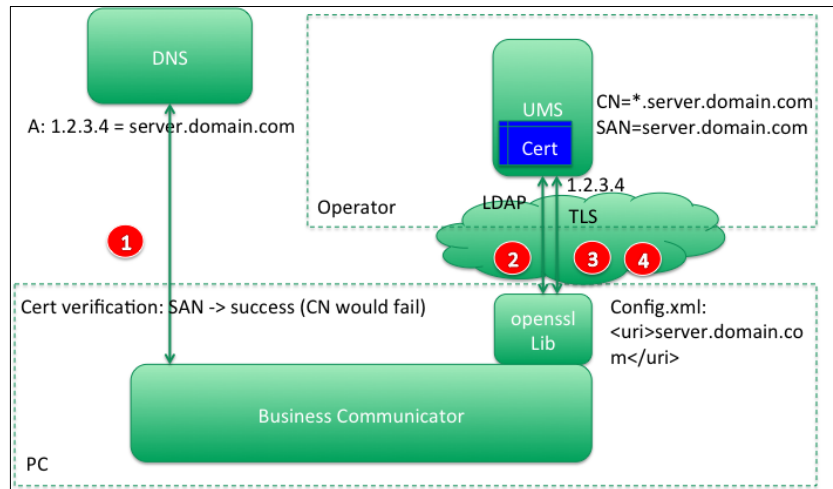 DNS
A: 1.2.3.4 = server.domain.com
UMS
Cert
CN=*.server.domain.com
SAN=server.domain.com
1.2.3.4
LDAP
TLS
Operator
1
2
3
4
Cert verification: SAN -> success (CN would fail)
openssl
Lib
Config.xml:
<uri>server.domain.co
m</uri>
Business Communicator
PC